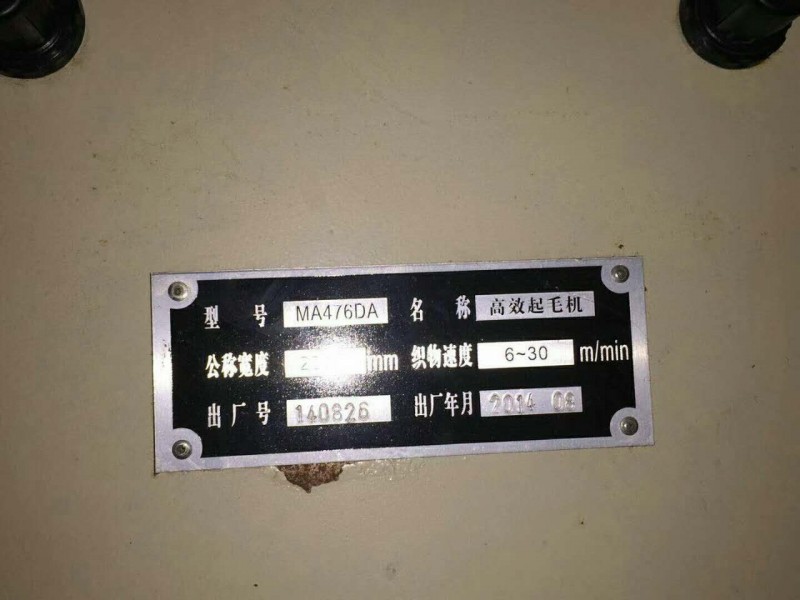 型号 MA476DA 名称 高效起毛机
公称宽度 mm 织物速度 6~30 m/min
出厂号 140826 出厂年月 2014 08